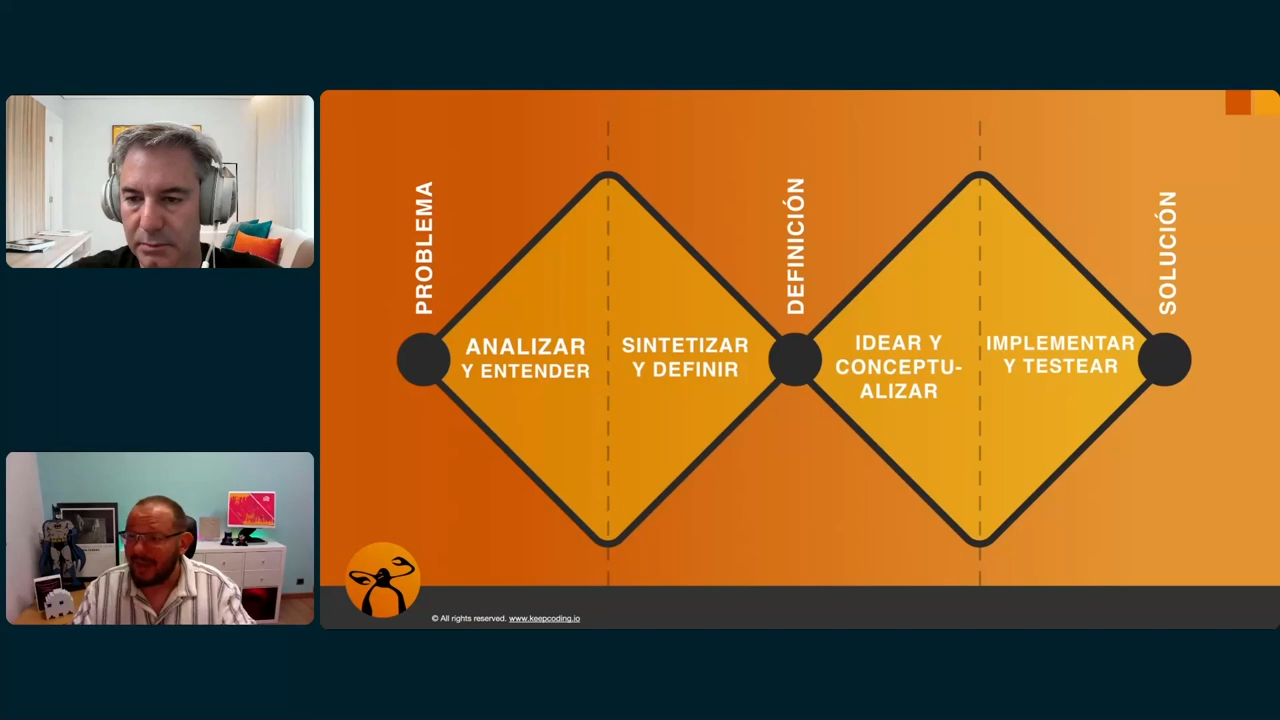 PROBLEMA
DEFINICIÓN
SOLUCIÓN
ANALIZAR
Y ENTENDER
SINTETIZAR
Y DEFINIR
IDEAR Y
CONCEPTU-
ALIZAR
IMPLEMENTAR
Y TESTEAR
© All rights reserved. www.keepcoding.io